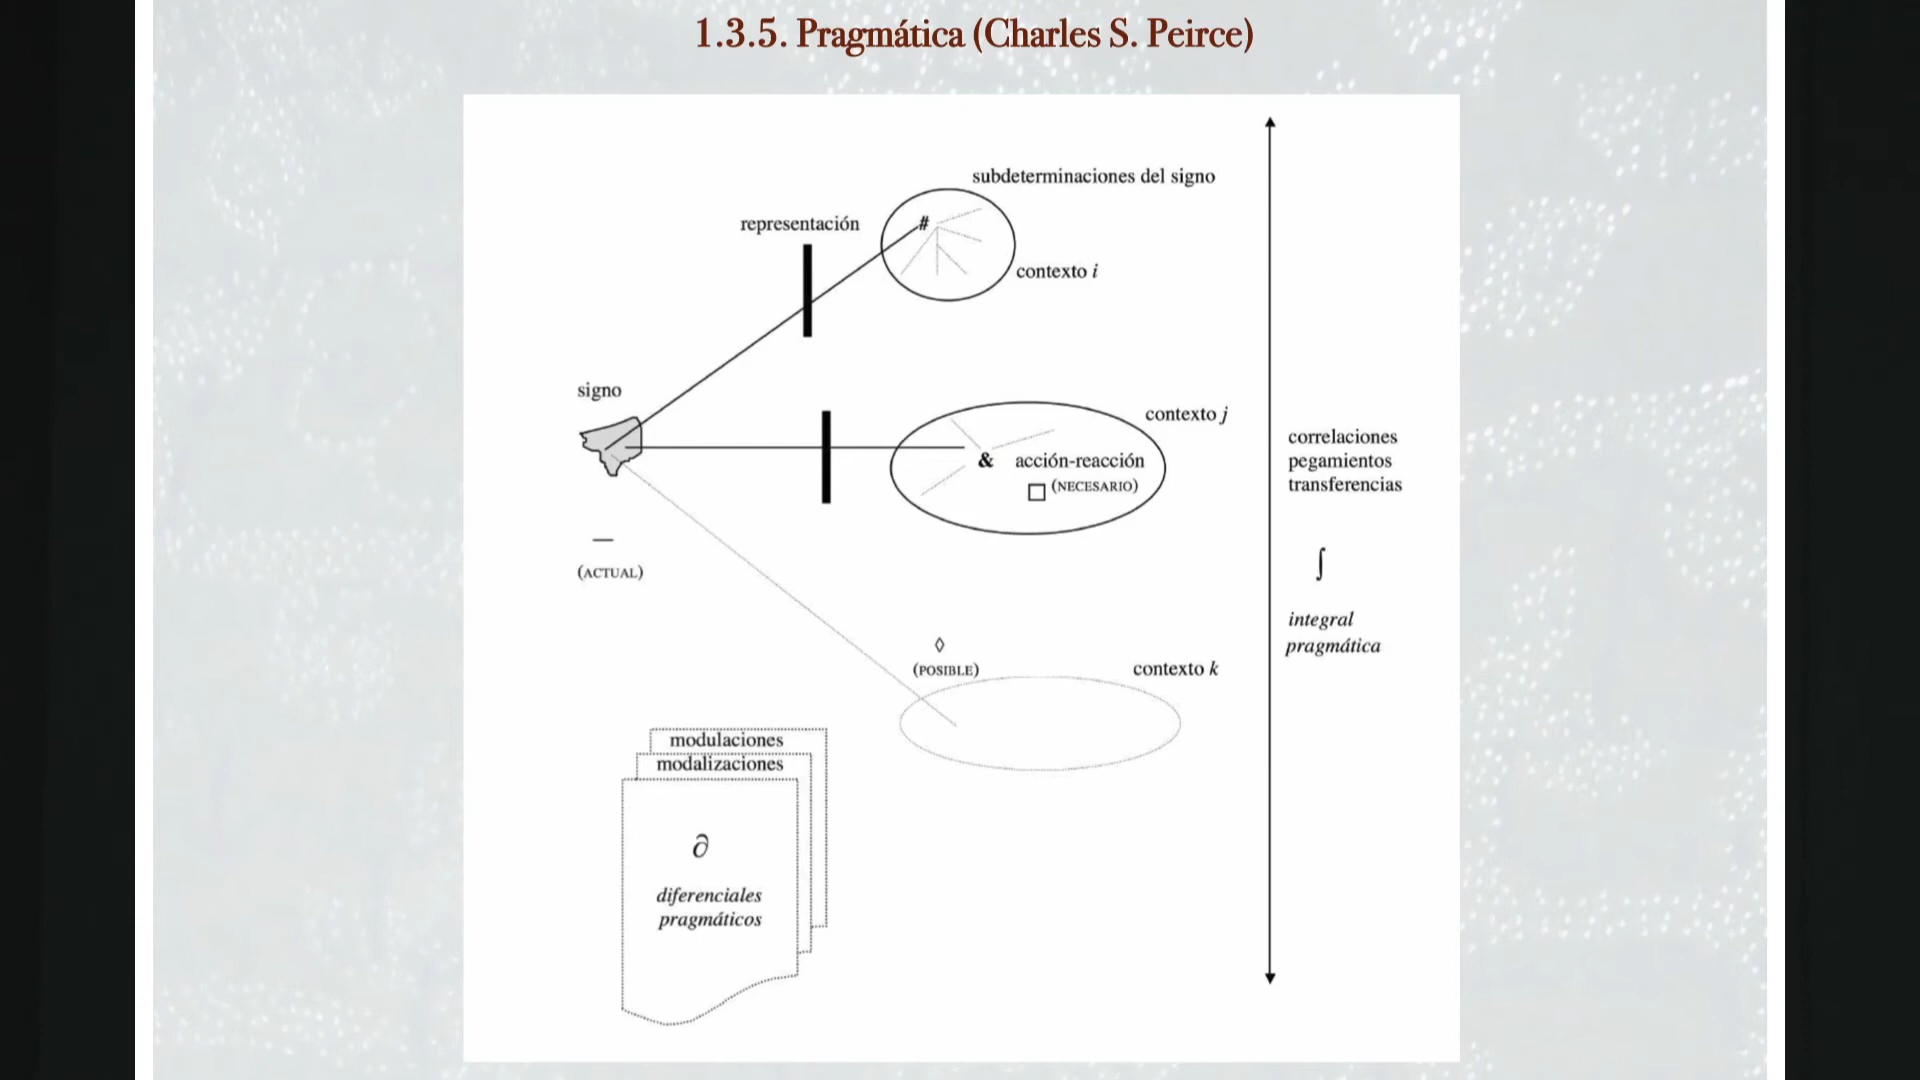 1.3.5. Pragmática (Charles S. Peirce)
subdeterminaciones del signo
representación
#
contexto i
signo
contexto j
& acción-reacción
□ (NECESARIO)
correlaciones
pegamientos
transferencias
—
(ACTUAL)
∫
integral
pragmática
◊
(POSIBLE)
contexto k
modulaciones
modalizaciones
∂
diferenciales
pragmáticos